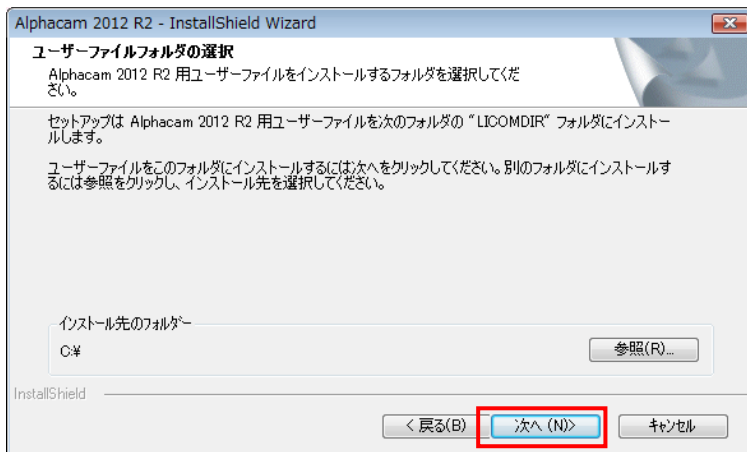 Alphacam 2012 R2 - InstallShield Wizard
ユーザーファイルフォルダの選択
Alphacam 2012 R2 用ユーザーファイルをインストールするフォルダを選択してくだ
さい。
セットアップは Alphacam 2012 R2 用ユーザーファイルを次のフォルダの “LICOMDIR” フォルダにインストー
ルします。
ユーザーファイルをこのフォルダにインストールするには次へをクリックしてください。別のフォルダにインストールす
るには参照をクリックし、インストール先を選択してください。
インストール先のフォルダー
C:¥
参照(R)...
InstallShield
< 戻る(B)
次へ (N)>
キャンセル